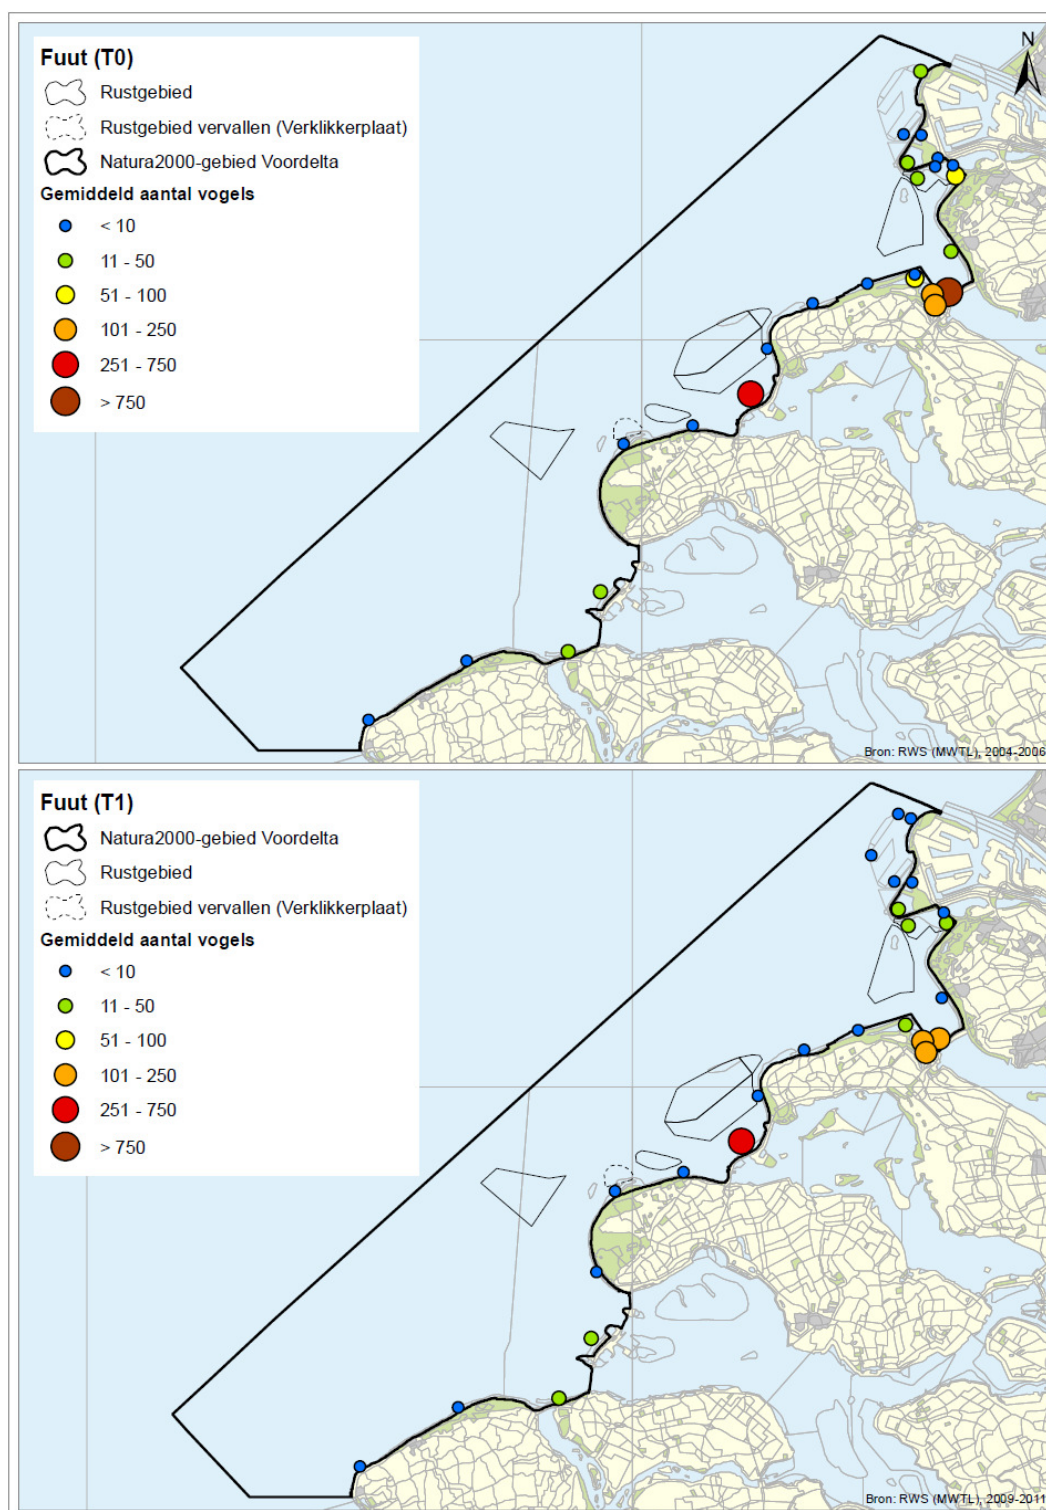 Fuut (T0)
Rustgebied
Rustgebied vervallen (Verklikkerplaat)
Natura2000-gebied Voordelta
Gemiddeld aantal vogels
< 10
11 - 50
51 - 100
101 - 250
251 - 750
> 750
N
Bron: RWS (MWTL), 2004-2006
Fuut (T1)
Natura2000-gebied Voordelta
Rustgebied
Rustgebied vervallen (Verklikkerplaat)
Gemiddeld aantal vogels
< 10
11 - 50
51 - 100
101 - 250
251 - 750
> 750
Bron: RWS (MWTL), 2009-2011